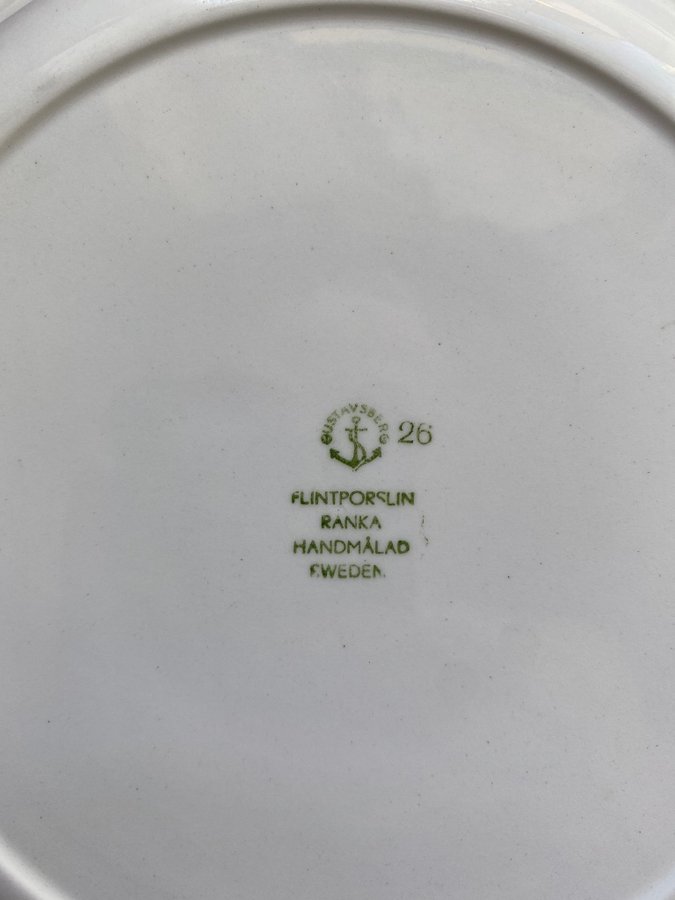 GUSTAVSBERG
26
FLINTPORSLIN
RANKA
HANDMÅLAD
SWEDEN